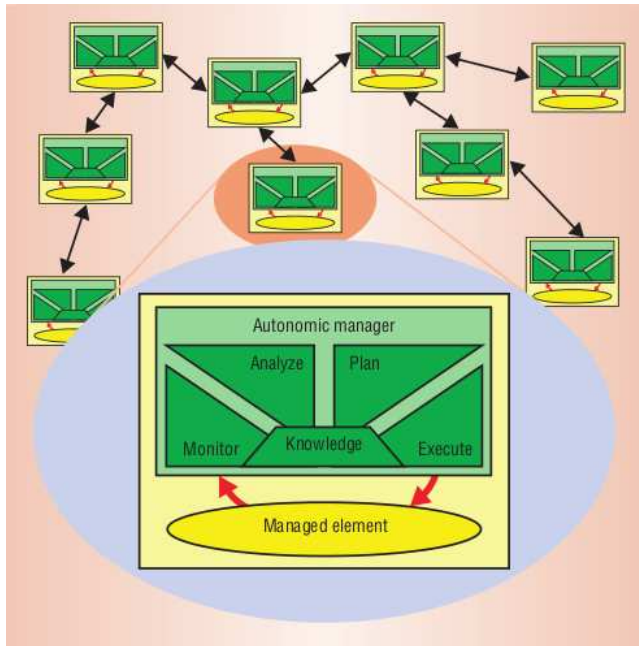 Autonomic manager
Analyze Plan
Monitor Knowledge Execute
Managed element